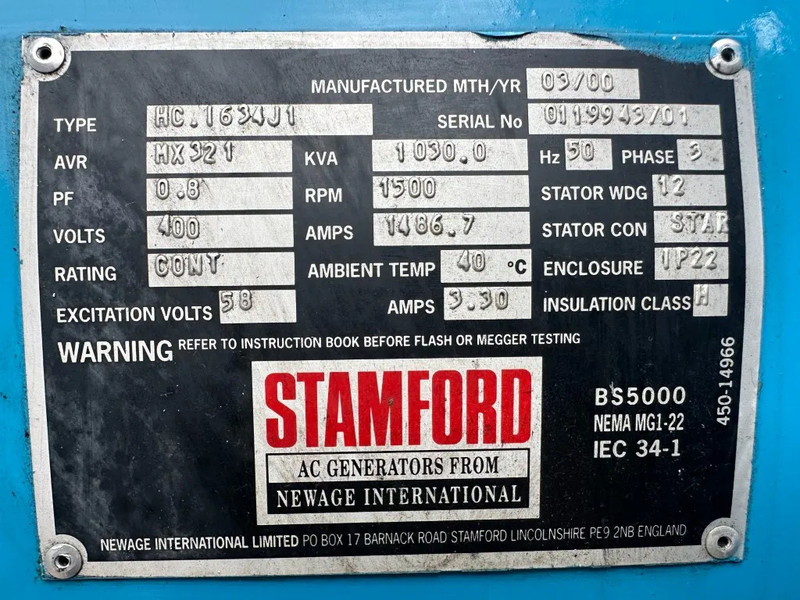 MANUFACTURED MTH/YR 03/00
TYPE HC.1634J1 SERIAL No 0119943/01
AVR MX321 KVA 1030.0 Hz 50 PHASE 3
PF 0.8 RPM 1500 STATOR WDG 12
VOLTS 400 AMPS 1486.7 STATOR CON STAR
RATING CONT AMBIENT TEMP 40 °C ENCLOSURE IP22
EXCITATION VOLTS 58 AMPS 3.30 INSULATION CLASS H
WARNING REFER TO INSTRUCTION BOOK BEFORE FLASH OR MEGGER TESTING
STAMFORD
AC GENERATORS FROM
NEWAGE INTERNATIONAL
BS5000
NEMA MG1-22
IEC 34-1
450-14966
NEWAGE INTERNATIONAL LIMITED PO BOX 17 BARNACK ROAD STAMFORD LINCOLNSHIRE PE9 2NB ENGLAND